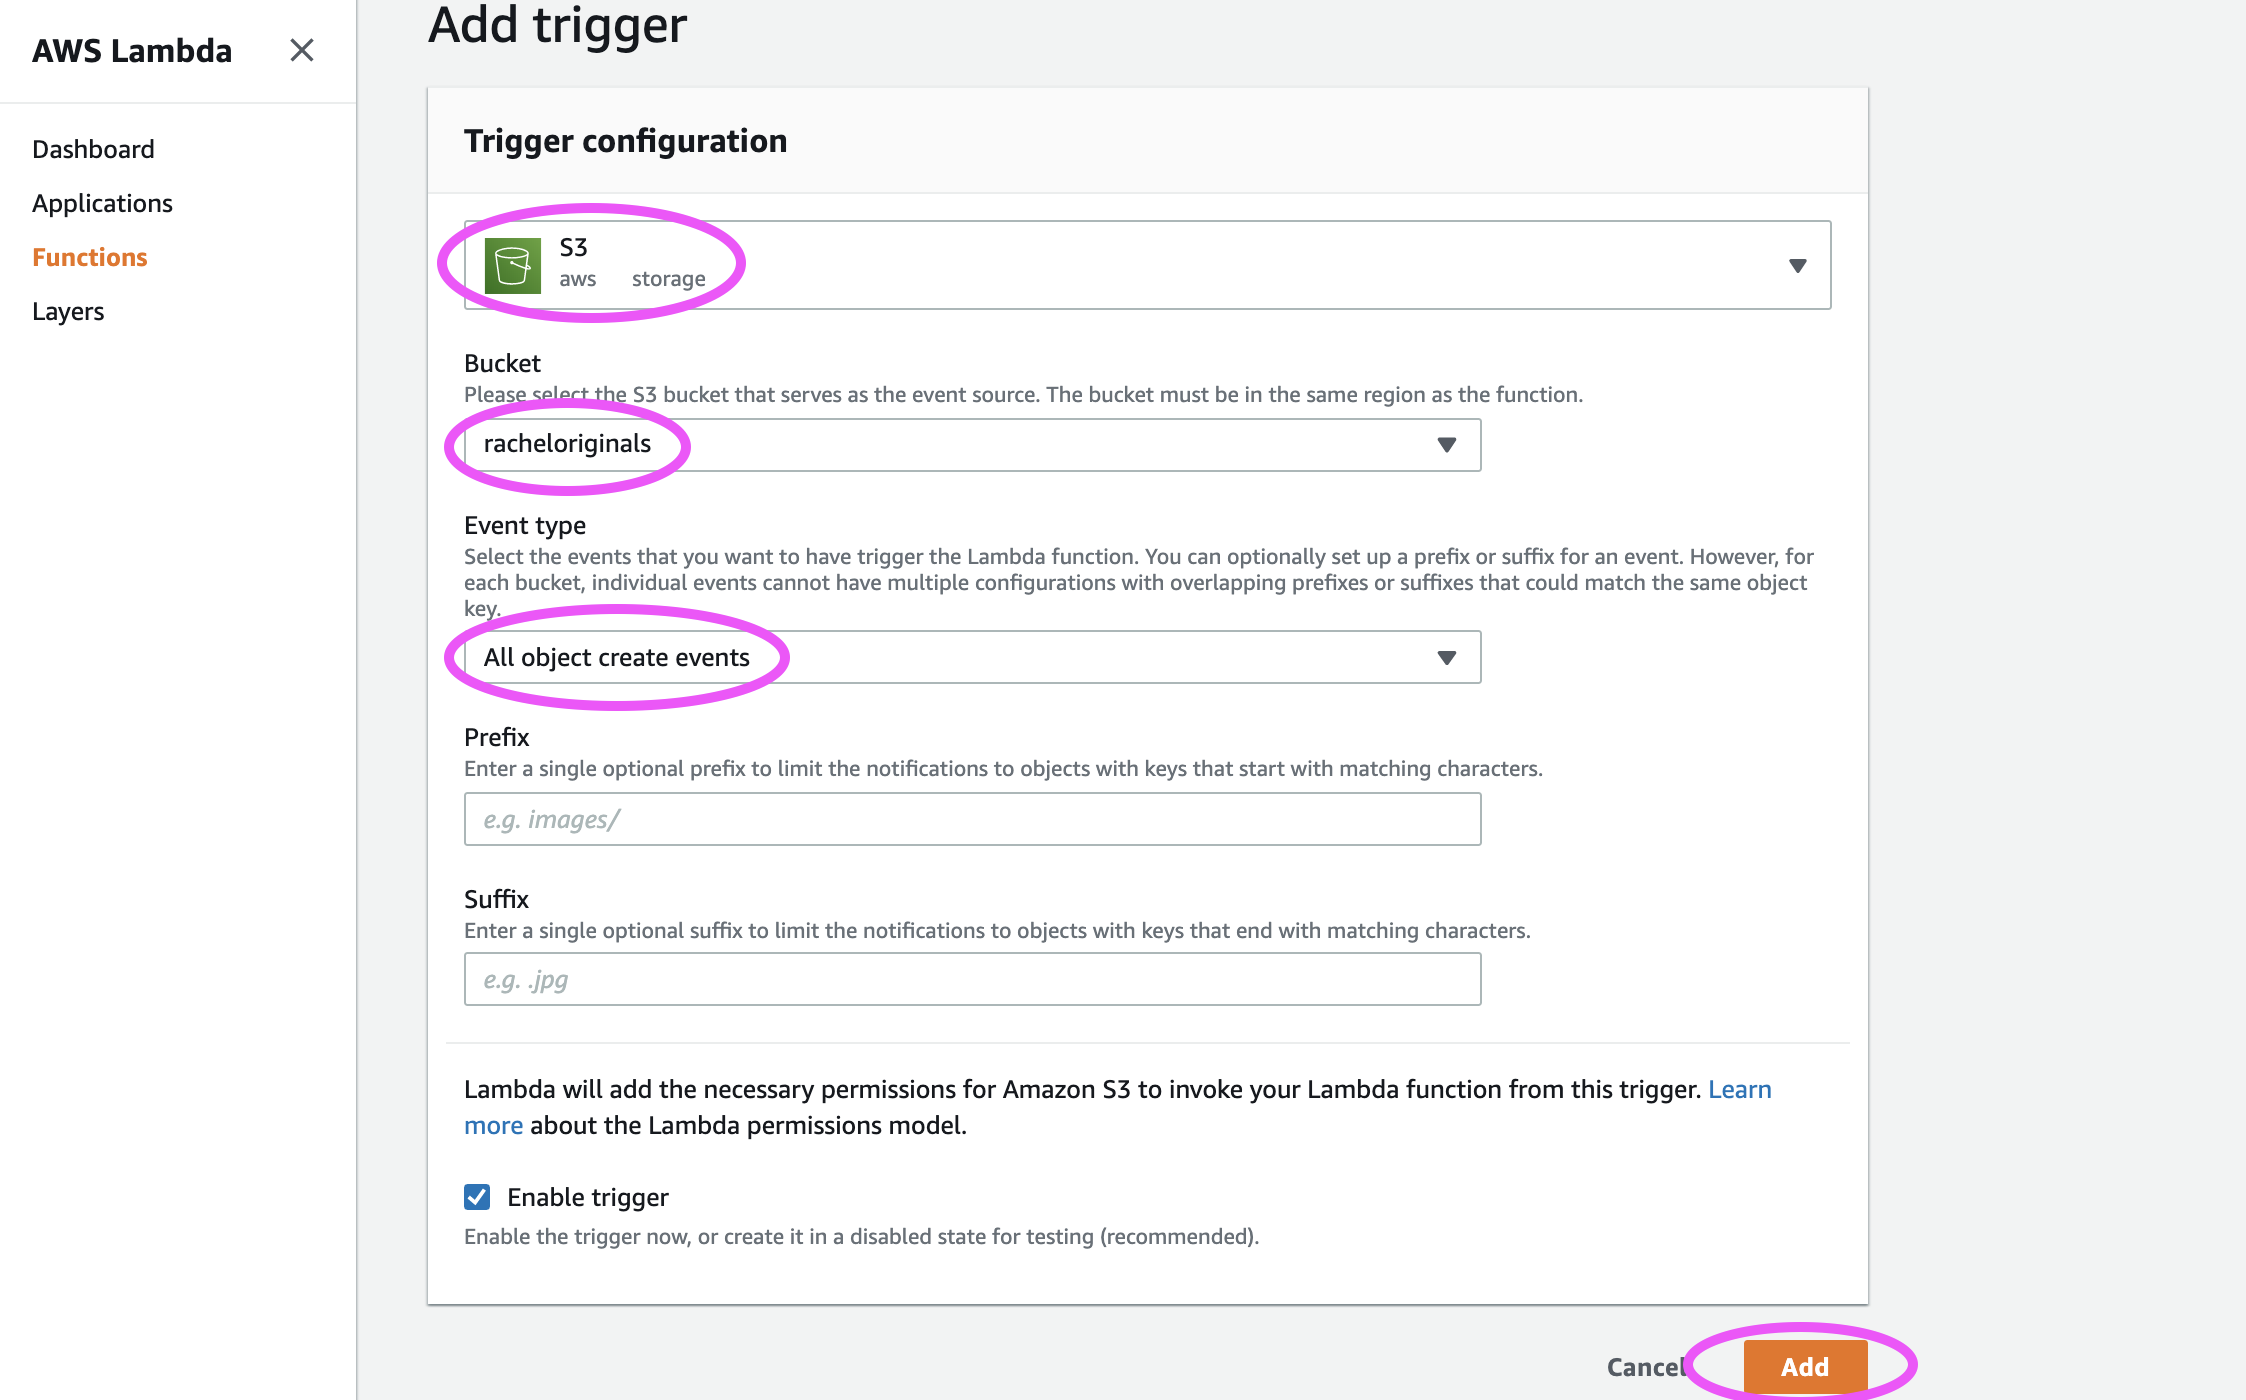 AWS Lambda
Dashboard
Applications
Functions
Layers
Add trigger
Trigger configuration
S3
aws storage
Bucket
Please select the S3 bucket that serves as the event source. The bucket must be in the same region as the function.
racheloriginals
Event type
Select the events that you want to have trigger the Lambda function. You can optionally set up a prefix or suffix for an event. However, for
each bucket, individual events cannot have multiple configurations with overlapping prefixes or suffixes that could match the same object
key.
All object create events
Prefix
Enter a single optional prefix to limit the notifications to objects with keys that start with matching characters.
e.g. images/
Suffix
Enter a single optional suffix to limit the notifications to objects with keys that end with matching characters.
e.g. .jpg
Lambda will add the necessary permissions for Amazon S3 to invoke your Lambda function from this trigger. Learn
more about the Lambda permissions model.
Enable trigger
Enable the trigger now, or create it in a disabled state for testing (recommended).
Cancel Add